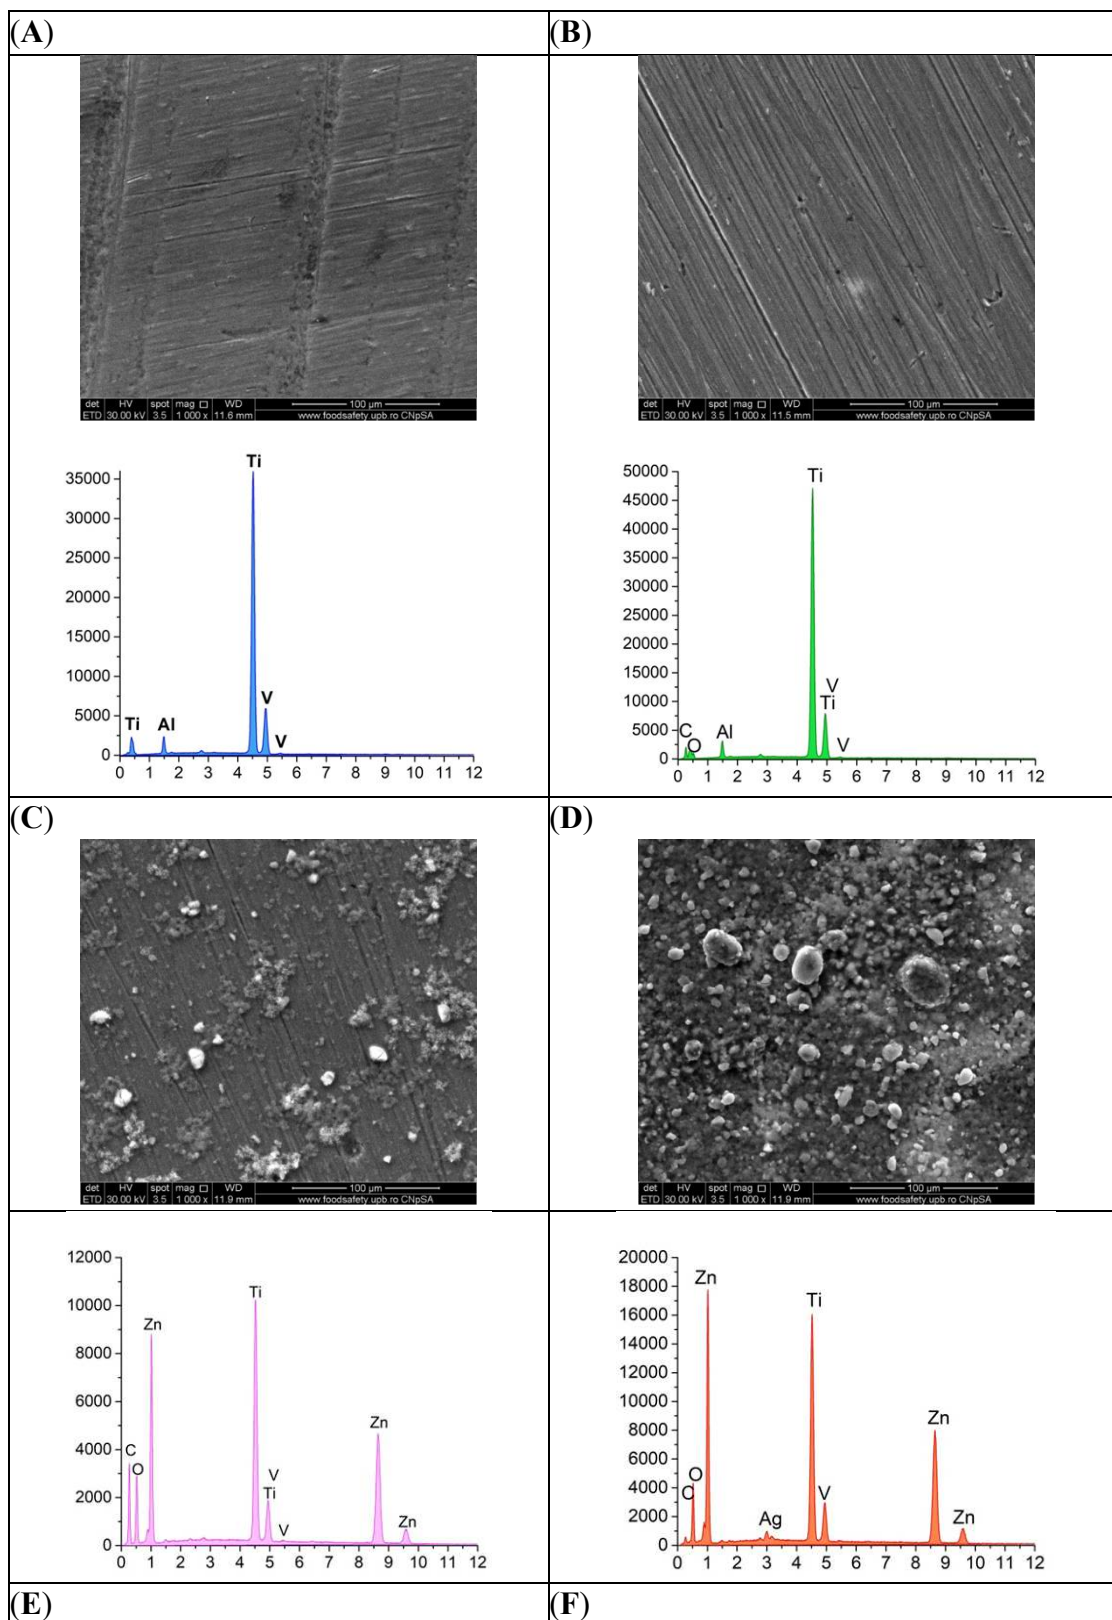 (A)
(B)
det HV spot mag □ WD 100 µm
ETD 30.00 kV 3.5 1 000 x 11.6 mm www.foodsafety.upb.ro CNpSA
det HV spot mag □ WD 100 µm
ETD 30.00 kV 3.5 1 000 x 11.5 mm www.foodsafety.upb.ro CNpSA
35000
30000
25000
20000
15000
10000
5000
0
Ti
Ti
Al
V
V
0 1 2 3 4 5 6 7 8 9 10 11 12
50000
45000
40000
35000
30000
25000
20000
15000
10000
5000
0
Ti
V
Ti
C
O
Al
V
0 1 2 3 4 5 6 7 8 9 10 11 12
(C)
(D)
det HV spot mag □ WD 100 µm
ETD 30.00 kV 3.5 1 000 x 11.9 mm www.foodsafety.upb.ro CNpSA
det HV spot mag □ WD 100 µm
ETD 30.00 kV 3.5 1 000 x 11.9 mm www.foodsafety.upb.ro CNpSA
12000
10000
8000
6000
4000
2000
0
Ti
Zn
Zn
C
O
V
Ti
V
Zn
0 1 2 3 4 5 6 7 8 9 10 11 12
20000
18000
16000
14000
12000
10000
8000
6000
4000
2000
0
Zn
Ti
Zn
O
C
Ag
V
Zn
0 1 2 3 4 5 6 7 8 9 10 11 12
(E)
(F)